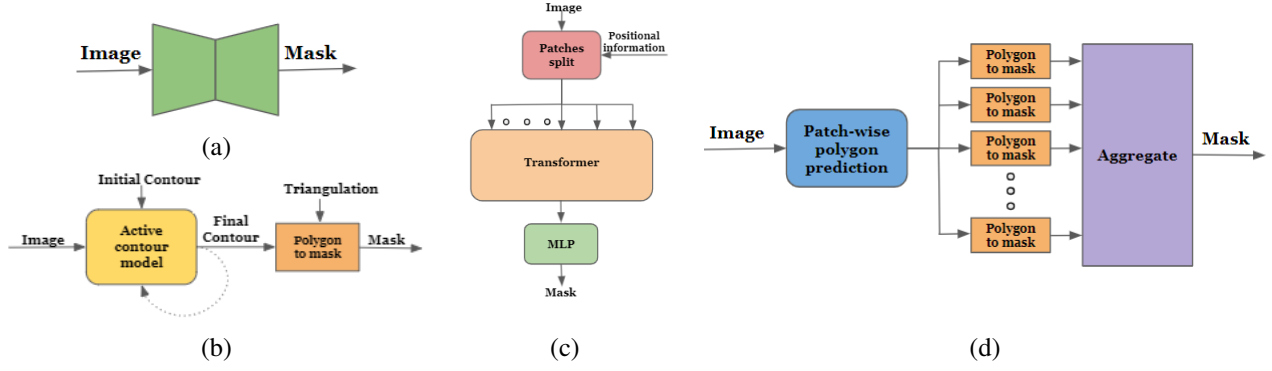 Image
Mask
(a)
Initial Contour
Image
Active
contour
model
Final
Contour
Triangulation
Polygon
to mask
Mask
(b)
Image
Patches
split
Positional
information
Transformer
MLP
Mask
(c)
Image
Patch-wise
polygon
prediction
Polygon
to mask
Polygon
to mask
Polygon
to mask
Polygon
to mask
Aggregate
Mask
(d)